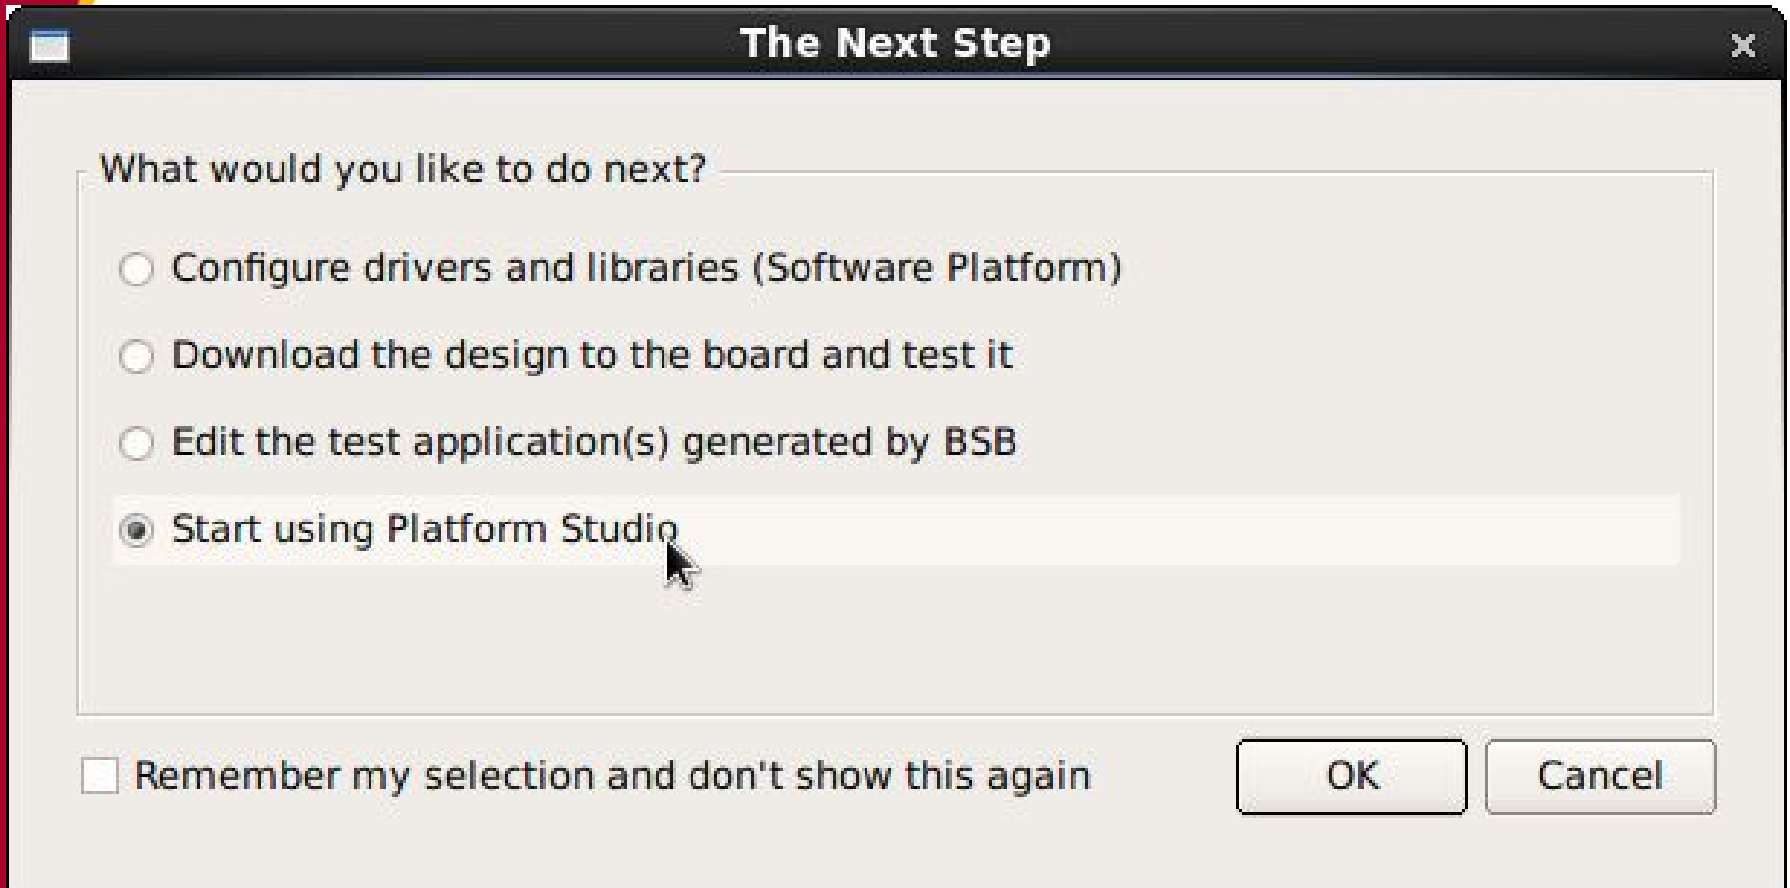 The Next Step
What would you like to do next?
Configure drivers and libraries (Software Platform)
Download the design to the board and test it
Edit the test application(s) generated by BSB
Start using Platform Studio
Remember my selection and don't show this again
OK
Cancel